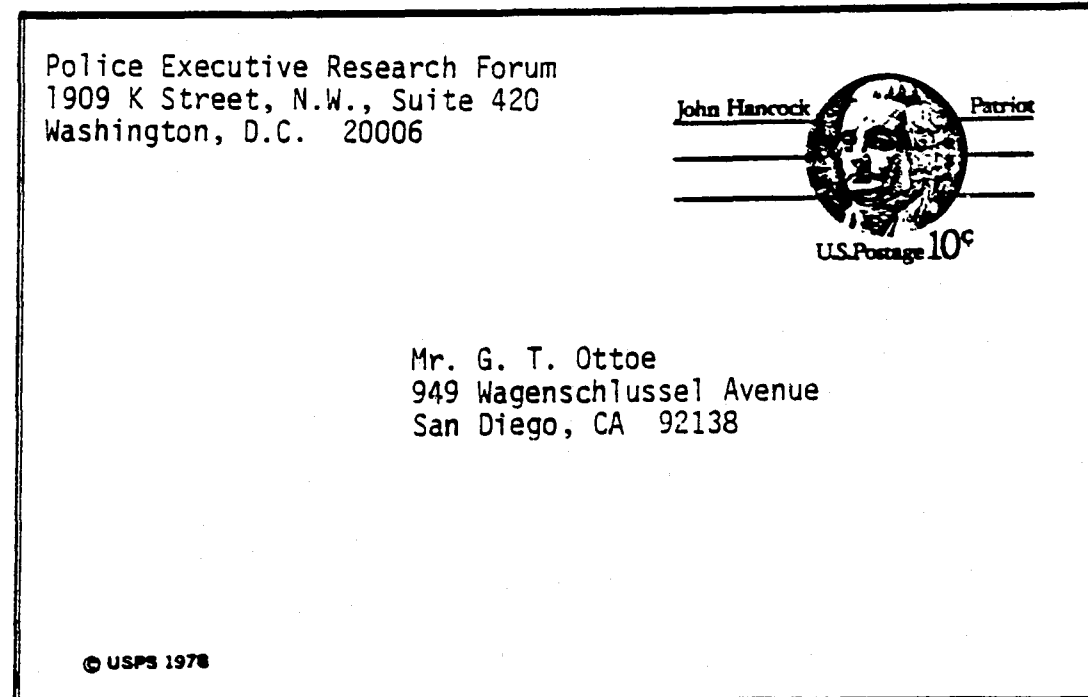 Police Executive Research Forum
1909 K Street, N.W., Suite 420
Washington, D.C. 20006
John Hancock Patriot
U.S.Postage 10¢
Mr. G. T. Ottoe
949 Wagenschlussel Avenue
San Diego, CA 92138
© USPS 1978